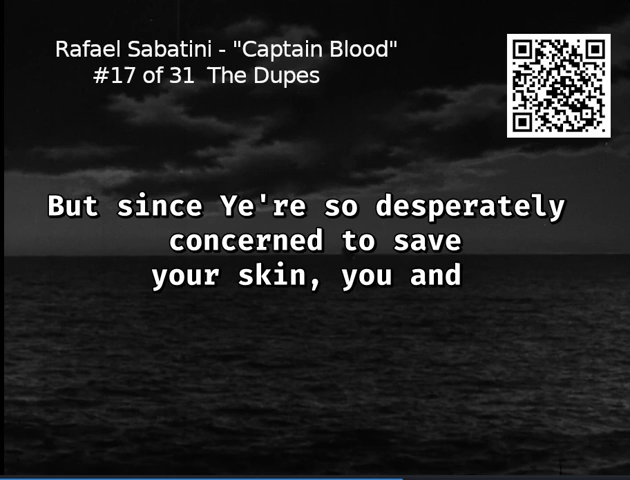 Rafael Sabatini - "Captain Blood"
#17 of 31 The Dupes
But since Ye're so desperately
concerned to save
your skin, you and